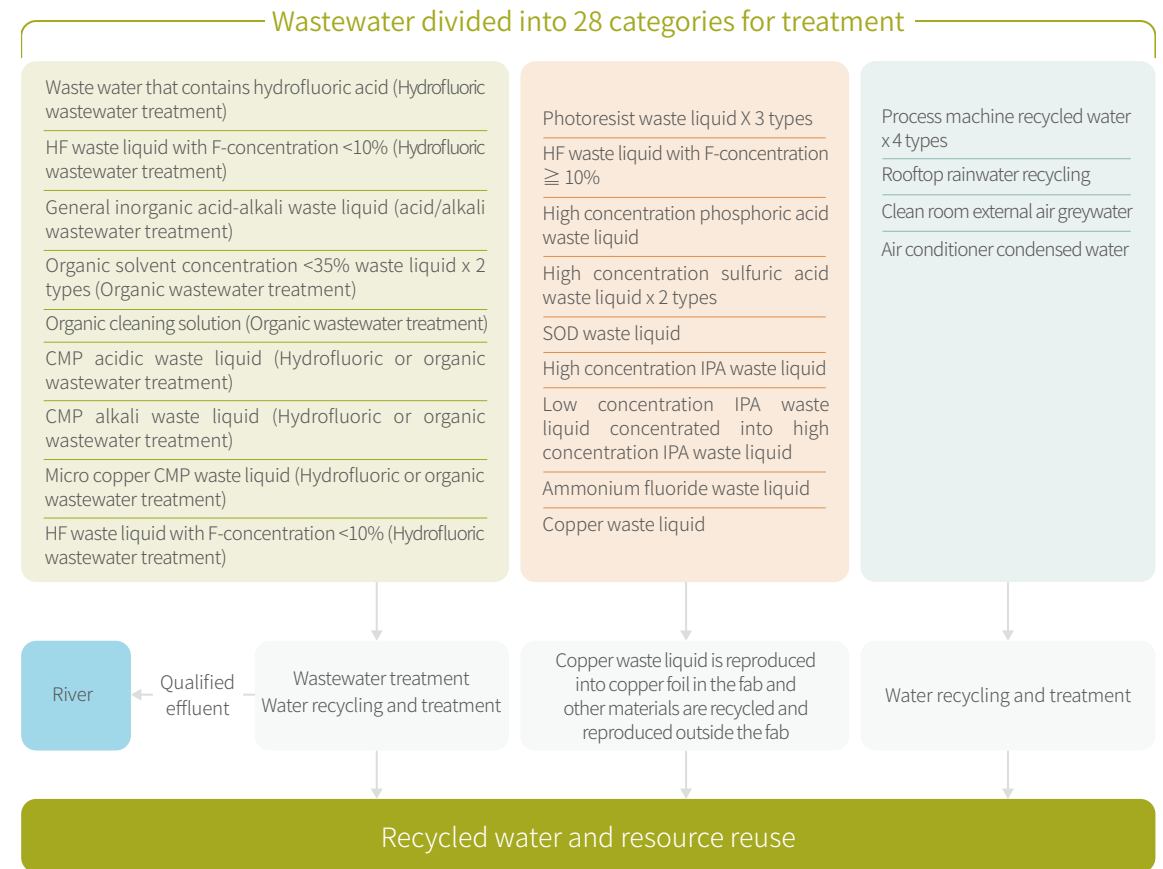 Wastewater divided into 28 categories for treatment
Waste water that contains hydrofluoric acid (Hydrofluoric
wastewater treatment)
HF waste liquid with F-concentration <10% (Hydrofluoric
wastewater treatment)
General inorganic acid-alkali waste liquid (acid/alkali
wastewater treatment)
Organic solvent concentration <35% waste liquid x 2
types (Organic wastewater treatment)
Organic cleaning solution (Organic wastewater treatment)
CMP acidic waste liquid (Hydrofluoric or organic
wastewater treatment)
CMP alkali waste liquid (Hydrofluoric or organic
wastewater treatment)
Micro copper CMP waste liquid (Hydrofluoric or organic
wastewater treatment)
HF waste liquid with F-concentration <10% (Hydrofluoric
wastewater treatment)
Photoresist waste liquid X 3 types
HF waste liquid with F-concentration
≧ 10%
High concentration phosphoric acid
waste liquid
High concentration sulfuric acid
waste liquid x 2 types
SOD waste liquid
High concentration IPA waste liquid
Low concentration IPA waste
liquid concentrated into high
concentration IPA waste liquid
Ammonium fluoride waste liquid
Copper waste liquid
Process machine recycled water
x 4 types
Rooftop rainwater recycling
Clean room external air greywater
Air conditioner condensed water
River
Qualified
effluent
Wastewater treatment
Water recycling and treatment
Copper waste liquid is reproduced
into copper foil in the fab and
other materials are recycled and
reproduced outside the fab
Water recycling and treatment
Recycled water and resource reuse